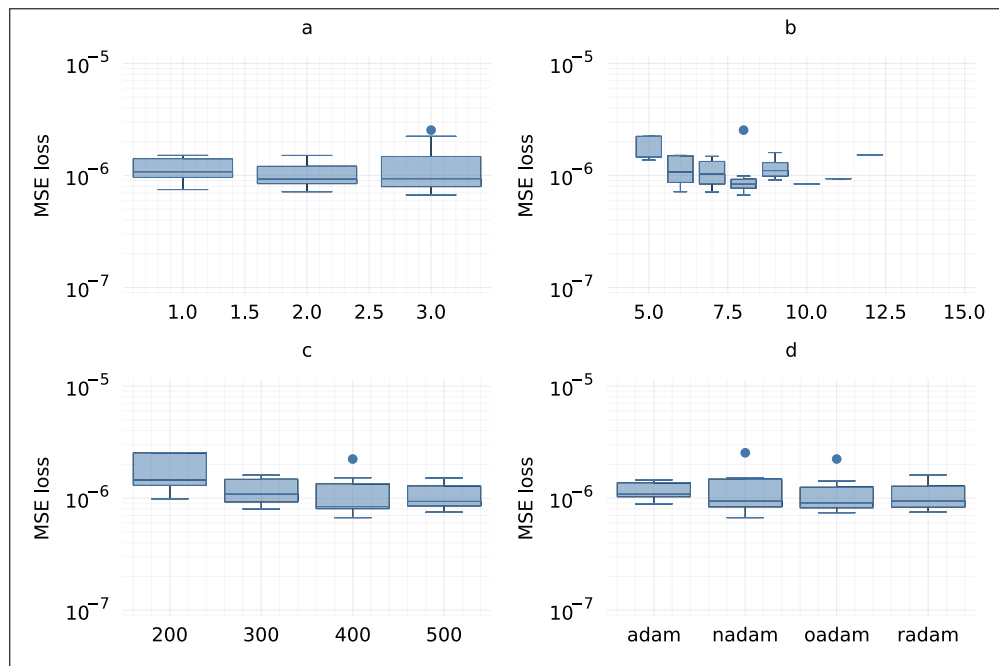 a
MSE loss
10⁻⁵
10⁻⁶
10⁻⁷
1.0 1.5 2.0 2.5 3.0
b
MSE loss
10⁻⁵
10⁻⁶
10⁻⁷
5.0 7.5 10.0 12.5 15.0
c
MSE loss
10⁻⁵
10⁻⁶
10⁻⁷
200 300 400 500
d
MSE loss
10⁻⁵
10⁻⁶
10⁻⁷
adam nadam oadam radam